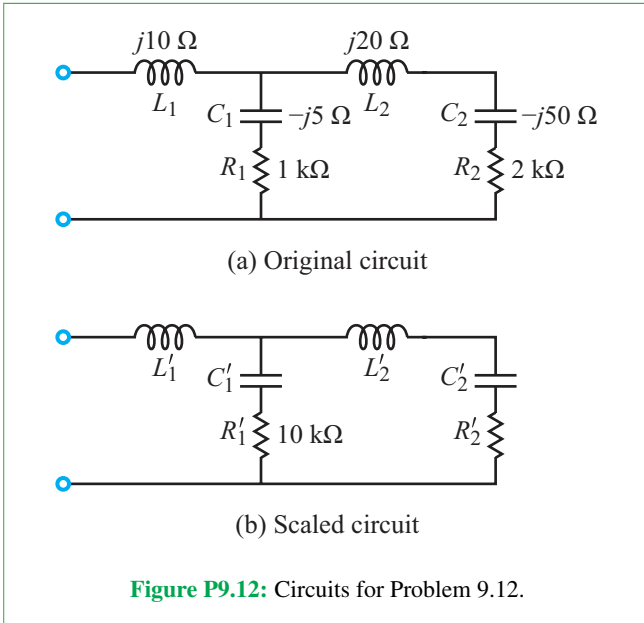 j10 Ω j20 Ω
L₁ C₁ −j5 Ω L₂ C₂ −j50 Ω
R₁ 1 kΩ R₂ 2 kΩ
(a) Original circuit
L′₁ C′₁ L′₂ C′₂
R′₁ 10 kΩ R′₂
(b) Scaled circuit
Figure P9.12: Circuits for Problem 9.12.